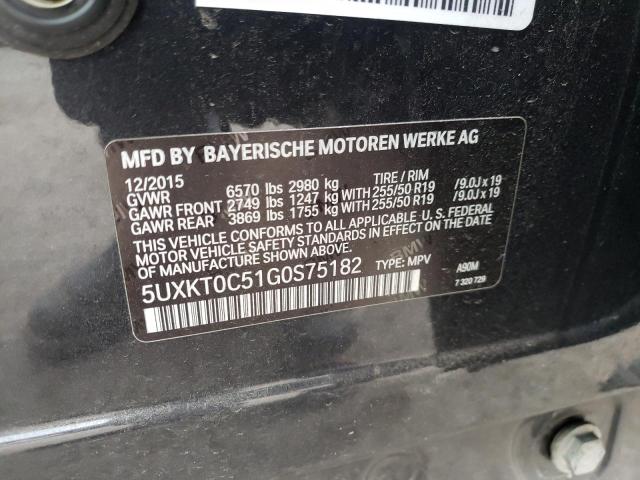 MFD BY BAYERISCHE MOTOREN WERKE AG
12/2015 TIRE / RIM
GVWR 6570 lbs 2980 kg
GAWR FRONT 2749 lbs 1247 kg WITH 255/50 R19 /9.0J x 19
GAWR REAR 3869 lbs 1755 kg WITH 255/50 R19 /9.0J x 19
THIS VEHICLE CONFORMS TO ALL APPLICABLE U. S. FEDERAL
MOTOR VEHICLE SAFETY STANDARDS IN EFFECT ON THE DATE
OF MANUFACTURE SHOWN ABOVE.
5UXKT0C51G0S75182 TYPE: MPV A90M
7 320 729